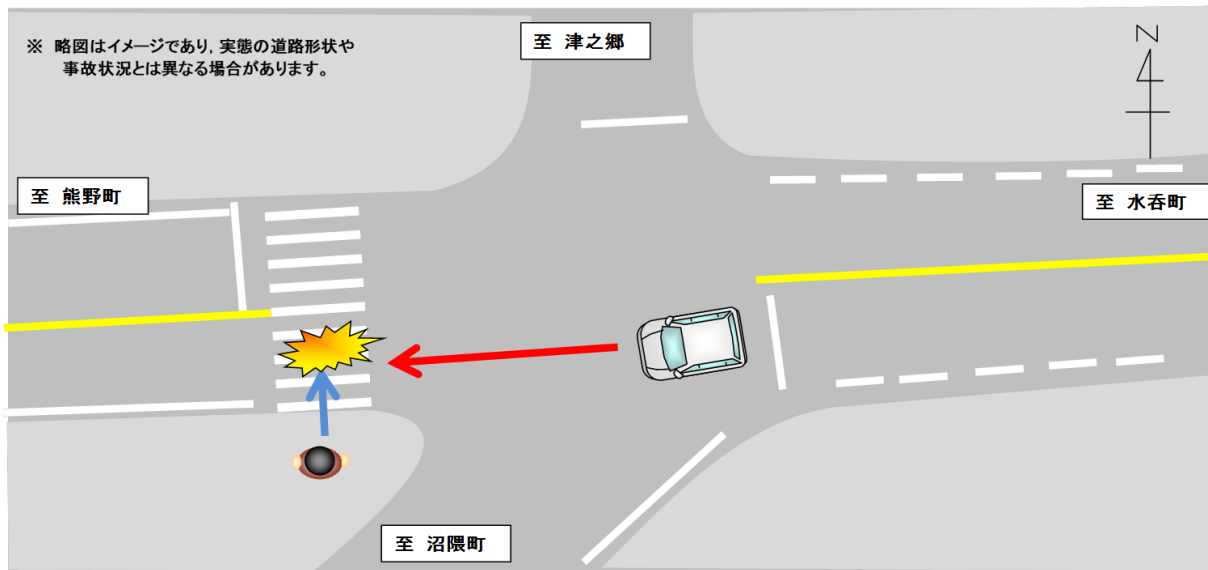 ※ 略図はイメージであり，実態の道路形状や
事故状況とは異なる場合があります。
至 津之郷
N
至 熊野町
至 水呑町
至 沼隈町